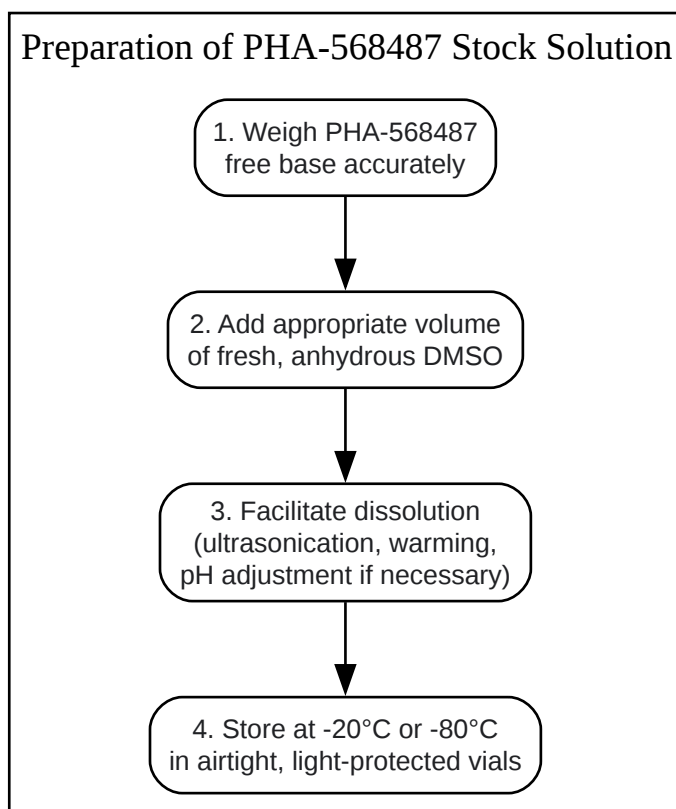 Preparation of PHA-568487 Stock Solution
1. Weigh PHA-568487
free base accurately
2. Add appropriate volume
of fresh, anhydrous DMSO
3. Facilitate dissolution
(ultrasonication, warming,
pH adjustment if necessary)
4. Store at -20°C or -80°C
in airtight, light-protected vials